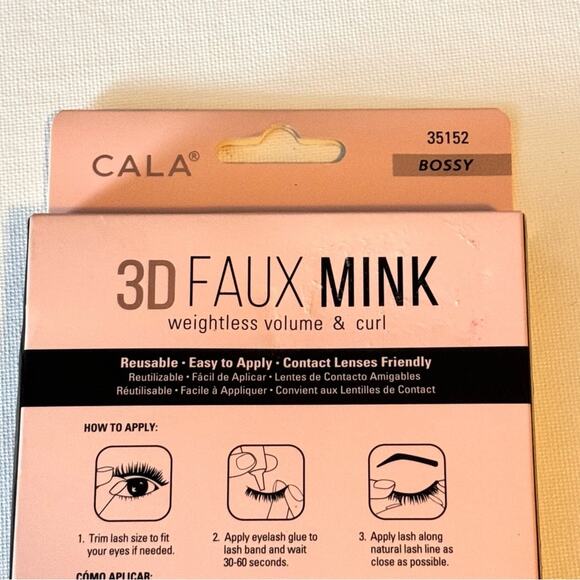 CALA®
35152
BOSSY
3D FAUX MINK
weightless volume & curl
Reusable • Easy to Apply • Contact Lenses Friendly
Reutilizable • Fácil de Aplicar • Lentes de Contacto Amigables
Réutilisable • Facile à Appliquer • Convient aux Lentilles de Contact
HOW TO APPLY:
1. Trim lash size to fit
your eyes if needed.
2. Apply eyelash glue to
lash band and wait
30-60 seconds.
3. Apply lash along
natural lash line as
close as possible.
CÓMO APLICAR: